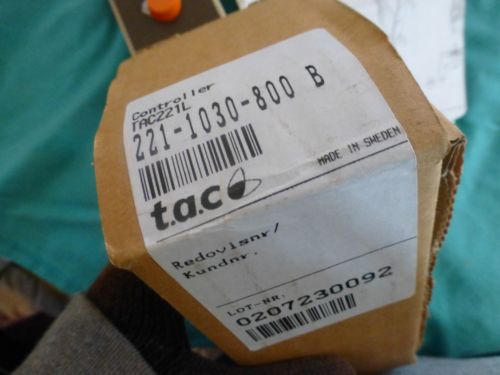 Controller
TAC221L
221-1030-800 B
t.a.c
MADE IN SWEDEN
Redovisnr/
Kundnr.
LOT-NR.
0207230092